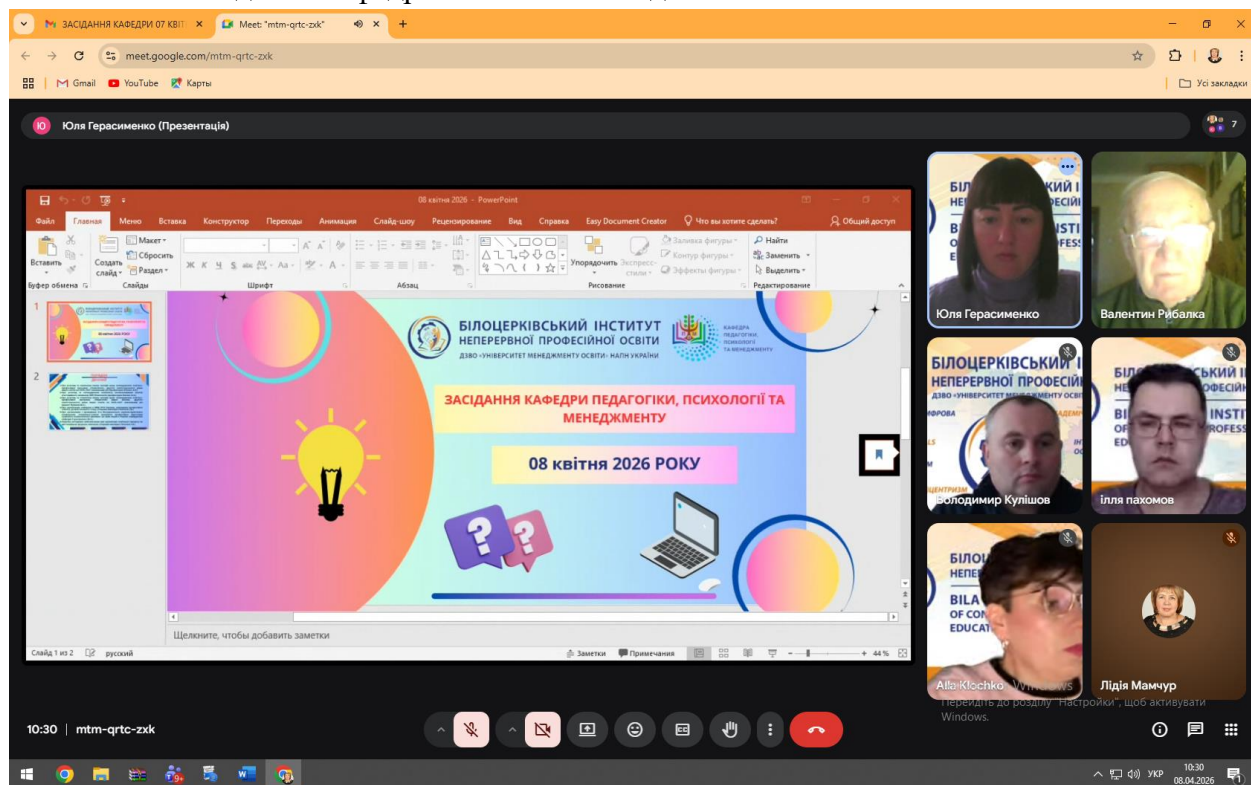 ЗАСІДАННЯ КАФЕДРИ 07 КВІТ
Meet: "mtm-qrtc-zxk"
meet.google.com/mtm-qrtc-zxk
Gmail
YouTube
Карты
Усі закладки
Ю
Юля Герасименко (Презентація)
7
08 квітня 2026 - PowerPoint
Файл Главная Меню Вставка Конструктор Переходы Анимация Слайд-шоу Рецензирование Вид Справка Easy Document Creator Что вы хотите сделать? Общий доступ
Вставить
Создать слайд
Макет
Сбросить
Раздел
Упорядочить
Экспресс-стили
Заливка фигуры
Контур фигуры
Эффекты фигуры
Найти
Заменить
Выделить
Буфер обмена Слайды Шрифт Абзац Рисование Редактирование
1
2
БІЛОЦЕРКІВСЬКИЙ ІНСТИТУТ
НЕПЕРЕРВНОЇ ПРОФЕСІЙНОЇ ОСВІТИ
ДЗВО «УНІВЕРСИТЕТ МЕНЕДЖМЕНТУ ОСВІТИ» НАПН УКРАЇНИ
КАФЕДРА
ПЕДАГОГІКИ,
ПСИХОЛОГІЇ
ТА МЕНЕДЖМЕНТУ
ЗАСІДАННЯ КАФЕДРИ ПЕДАГОГІКИ, ПСИХОЛОГІЇ ТА
МЕНЕДЖМЕНТУ
08 квітня 2026 РОКУ
Щелкните, чтобы добавить заметки
Слайд 1 из 2 русский Заметки Примечания 44 %
Юля Герасименко
Валентин Рибалка
БІЛОЦЕРКІВСЬКИЙ І
НЕПЕРЕРВНОЇ ПРОФЕСІЙ
Володимир Кулішов
ілля пахомов
Alla Klochko
Лідія Мамчур
Перейдіть до розділу "Настройки", щоб активувати
Windows.
10:30 | mtm-qrtc-zxk
УКР
10:30
08.04.2026